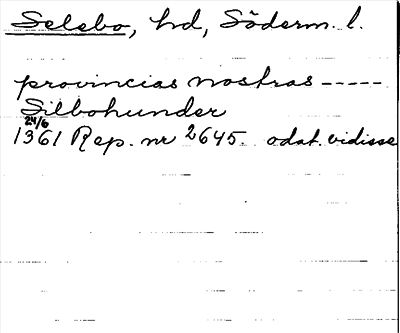 Selebo, hd, Söderm. l.
provincias nostras -----
Silbohunder
24/6
1361 Rep. nr 2645. odat. vidisse